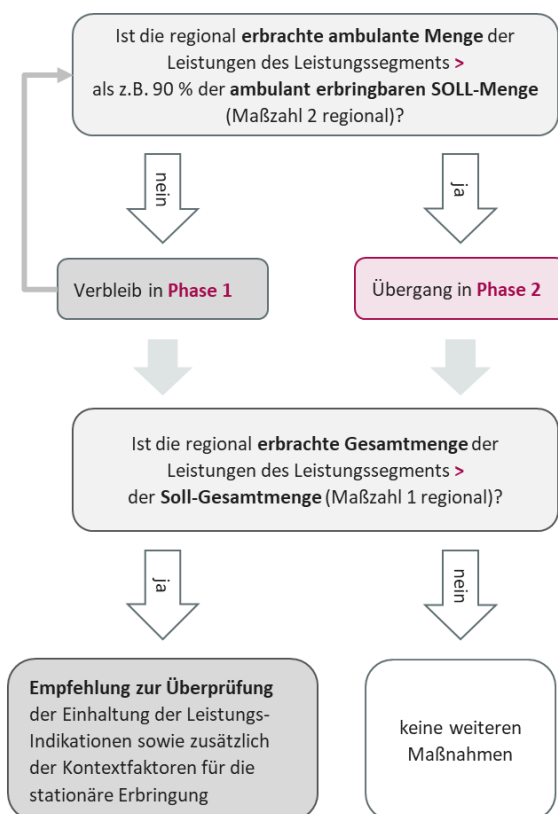 Ist die regional erbrachte ambulante Menge der
Leistungen des Leistungssegments >
als z.B. 90 % der ambulant erbringbaren SOLL-Menge
(Maßzahl 2 regional)?
nein
ja
Verbleib in Phase 1
Übergang in Phase 2
Ist die regional erbrachte Gesamtmenge der
Leistungen des Leistungssegments >
der Soll-Gesamtmenge (Maßzahl 1 regional)?
ja
nein
Empfehlung zur Überprüfung
der Einhaltung der Leistungs-
Indikationen sowie zusätzlich
der Kontextfaktoren für die
stationäre Erbringung
keine weiteren
Maßnahmen